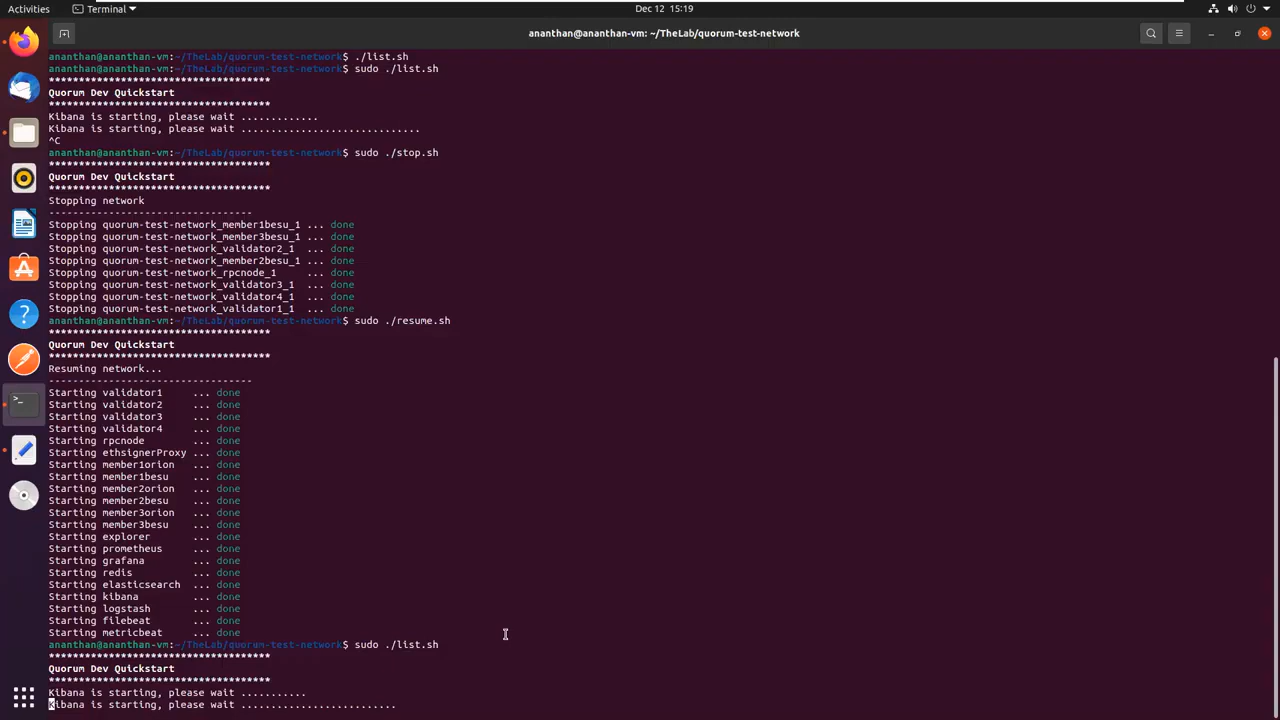 Activities
Terminal
Dec 12 15:19
ananthan@ananthan-vm: ~/TheLab/quorum-test-network
ananthan@ananthan-vm:~/TheLab/quorum-test-network$ ./list.sh
ananthan@ananthan-vm:~/TheLab/quorum-test-network$ sudo ./list.sh
*************************************
Quorum Dev Quickstart
*************************************
Kibana is starting, please wait .............
Kibana is starting, please wait ..............................
^C
ananthan@ananthan-vm:~/TheLab/quorum-test-network$ sudo ./stop.sh
*************************************
Quorum Dev Quickstart
*************************************
Stopping network
----------------------------------
Stopping quorum-test-network_member1besu_1 ... done
Stopping quorum-test-network_member3besu_1 ... done
Stopping quorum-test-network_validator2_1  ... done
Stopping quorum-test-network_member2besu_1 ... done
Stopping quorum-test-network_rpcnode_1     ... done
Stopping quorum-test-network_validator3_1  ... done
Stopping quorum-test-network_validator4_1  ... done
Stopping quorum-test-network_validator1_1  ... done
ananthan@ananthan-vm:~/TheLab/quorum-test-network$ sudo ./resume.sh
*************************************
Quorum Dev Quickstart
*************************************
Resuming network...
----------------------------------
Starting validator1     ... done
Starting validator2     ... done
Starting validator3     ... done
Starting validator4     ... done
Starting rpcnode        ... done
Starting ethsignerProxy ... done
Starting member1orion   ... done
Starting member1besu    ... done
Starting member2orion   ... done
Starting member2besu    ... done
Starting member3orion   ... done
Starting member3besu    ... done
Starting explorer       ... done
Starting prometheus     ... done
Starting grafana        ... done
Starting redis          ... done
Starting elasticsearch  ... done
Starting kibana         ... done
Starting logstash       ... done
Starting filebeat       ... done
Starting metricbeat     ... done
ananthan@ananthan-vm:~/TheLab/quorum-test-network$ sudo ./list.sh
*************************************
Quorum Dev Quickstart
*************************************
Kibana is starting, please wait ...........
Kibana is starting, please wait ..........................